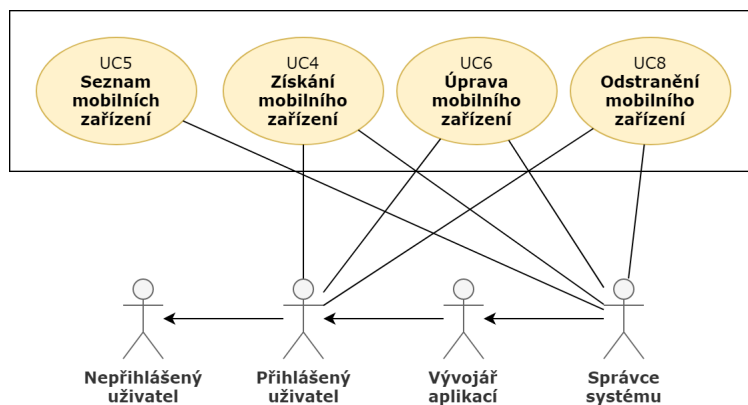 UC5
Seznam
mobilních
zařízení
UC4
Získání
mobilního
zařízení
UC6
Úprava
mobilního
zařízení
UC8
Odstranění
mobilního
zařízení
Nepřihlášený
uživatel
Přihlášený
uživatel
Vývojář
aplikací
Správce
systému